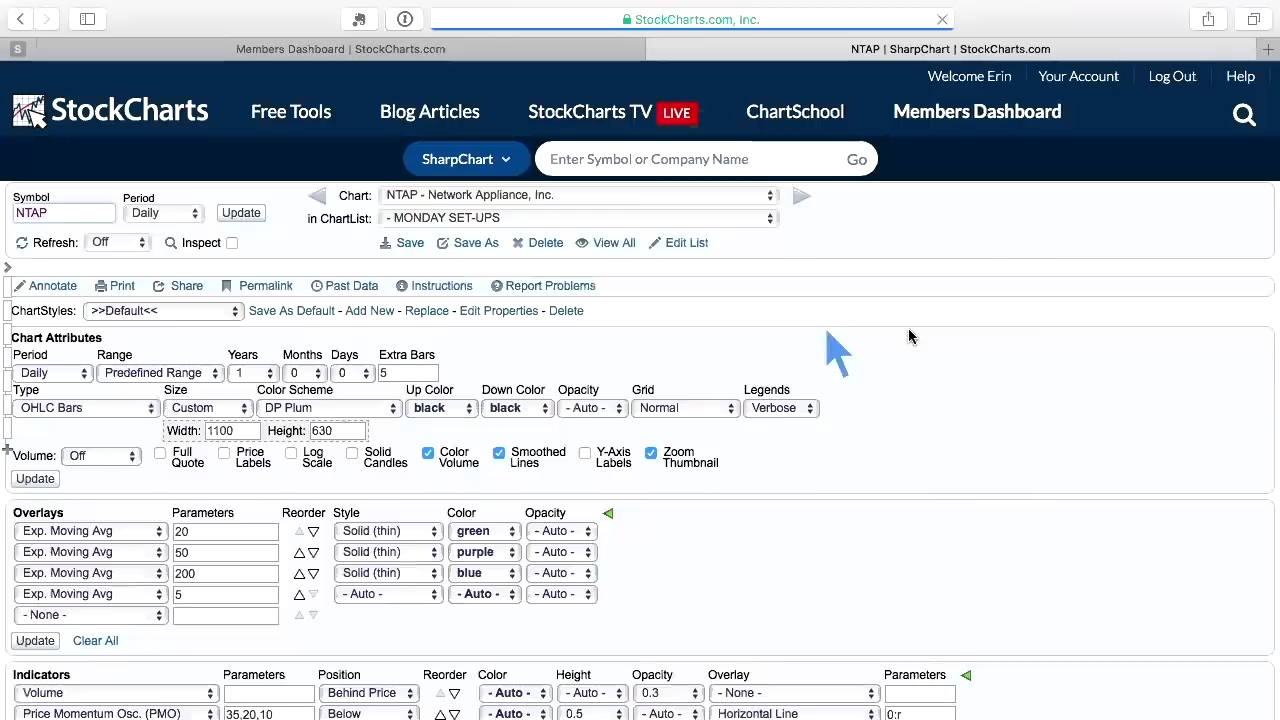 StockCharts.com, Inc.
S Members Dashboard | StockCharts.com NTAP | SharpChart | StockCharts.com
Welcome Erin Your Account Log Out Help
StockCharts Free Tools Blog Articles StockCharts TV LIVE ChartSchool Members Dashboard
SharpChart Enter Symbol or Company Name Go
Symbol Period Chart: NTAP - Network Appliance, Inc.
NTAP Daily Update in ChartList: - MONDAY SET-UPS
Refresh: Off Inspect Save Save As Delete View All Edit List
Annotate Print Share Permalink Past Data Instructions Report Problems
ChartStyles: >>Default<< Save As Default - Add New - Replace - Edit Properties - Delete
Chart Attributes
Period Range Years Months Days Extra Bars
Daily Predefined Range 1 0 0 5
Type Size Color Scheme Up Color Down Color Opacity Grid Legends
OHLC Bars Custom DP Plum black black - Auto - Normal Verbose
Width: 1100 Height: 630
Volume: Off Full Quote Price Labels Log Scale Solid Candles Color Volume Smoothed Lines Y-Axis Labels Zoom Thumbnail
Update
Overlays Parameters Reorder Style Color Opacity
Exp. Moving Avg 20 Solid (thin) green - Auto -
Exp. Moving Avg 50 Solid (thin) purple - Auto -
Exp. Moving Avg 200 Solid (thin) blue - Auto -
Exp. Moving Avg 5 - Auto - - Auto - - Auto -
- None -
Update Clear All
Indicators Parameters Position Reorder Color Height Opacity Overlay Parameters
Volume Behind Price - Auto - - Auto - 0.3 - None -
Price Momentum Osc. (PMO) 35,20,10 Below - Auto - 0.5 - Auto - Horizontal Line 0:r